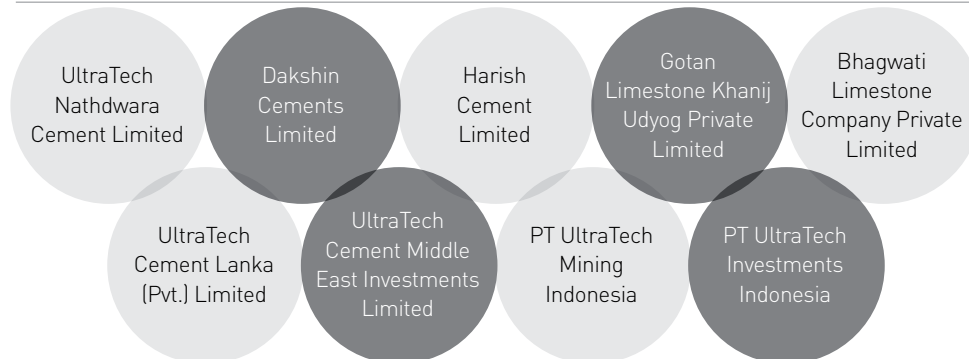 UltraTech
Nathdwara
Cement Limited
Dakshin
Cements
Limited
Harish
Cement
Limited
Gotan
Limestone Khanij
Udyog Private
Limited
Bhagwati
Limestone
Company Private
Limited
UltraTech
Cement Lanka
(Pvt.) Limited
UltraTech
Cement Middle
East Investments
Limited
PT UltraTech
Mining
Indonesia
PT UltraTech
Investments
Indonesia